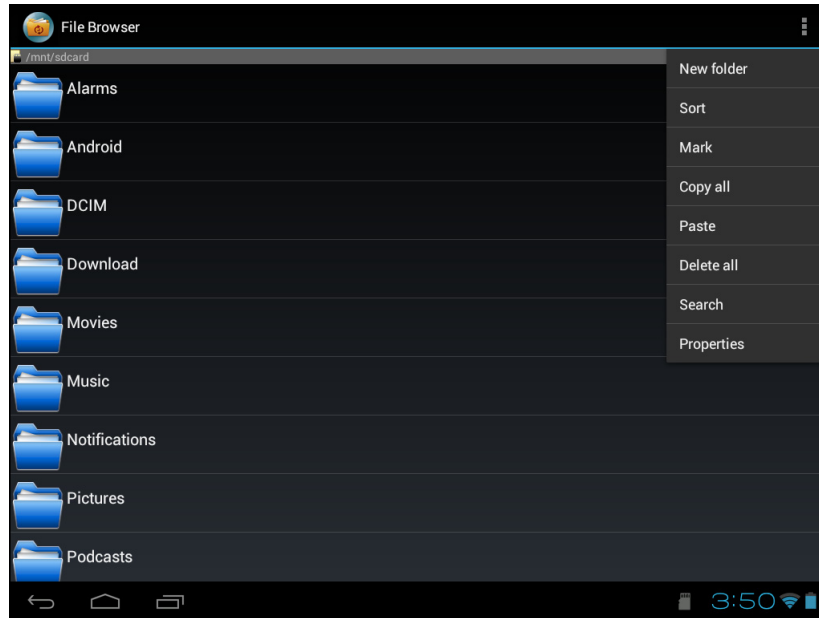 File Browser
/mnt/sdcard
Alarms
Android
DCIM
Download
Movies
Music
Notifications
Pictures
Podcasts
New folder
Sort
Mark
Copy all
Paste
Delete all
Search
Properties
3:50